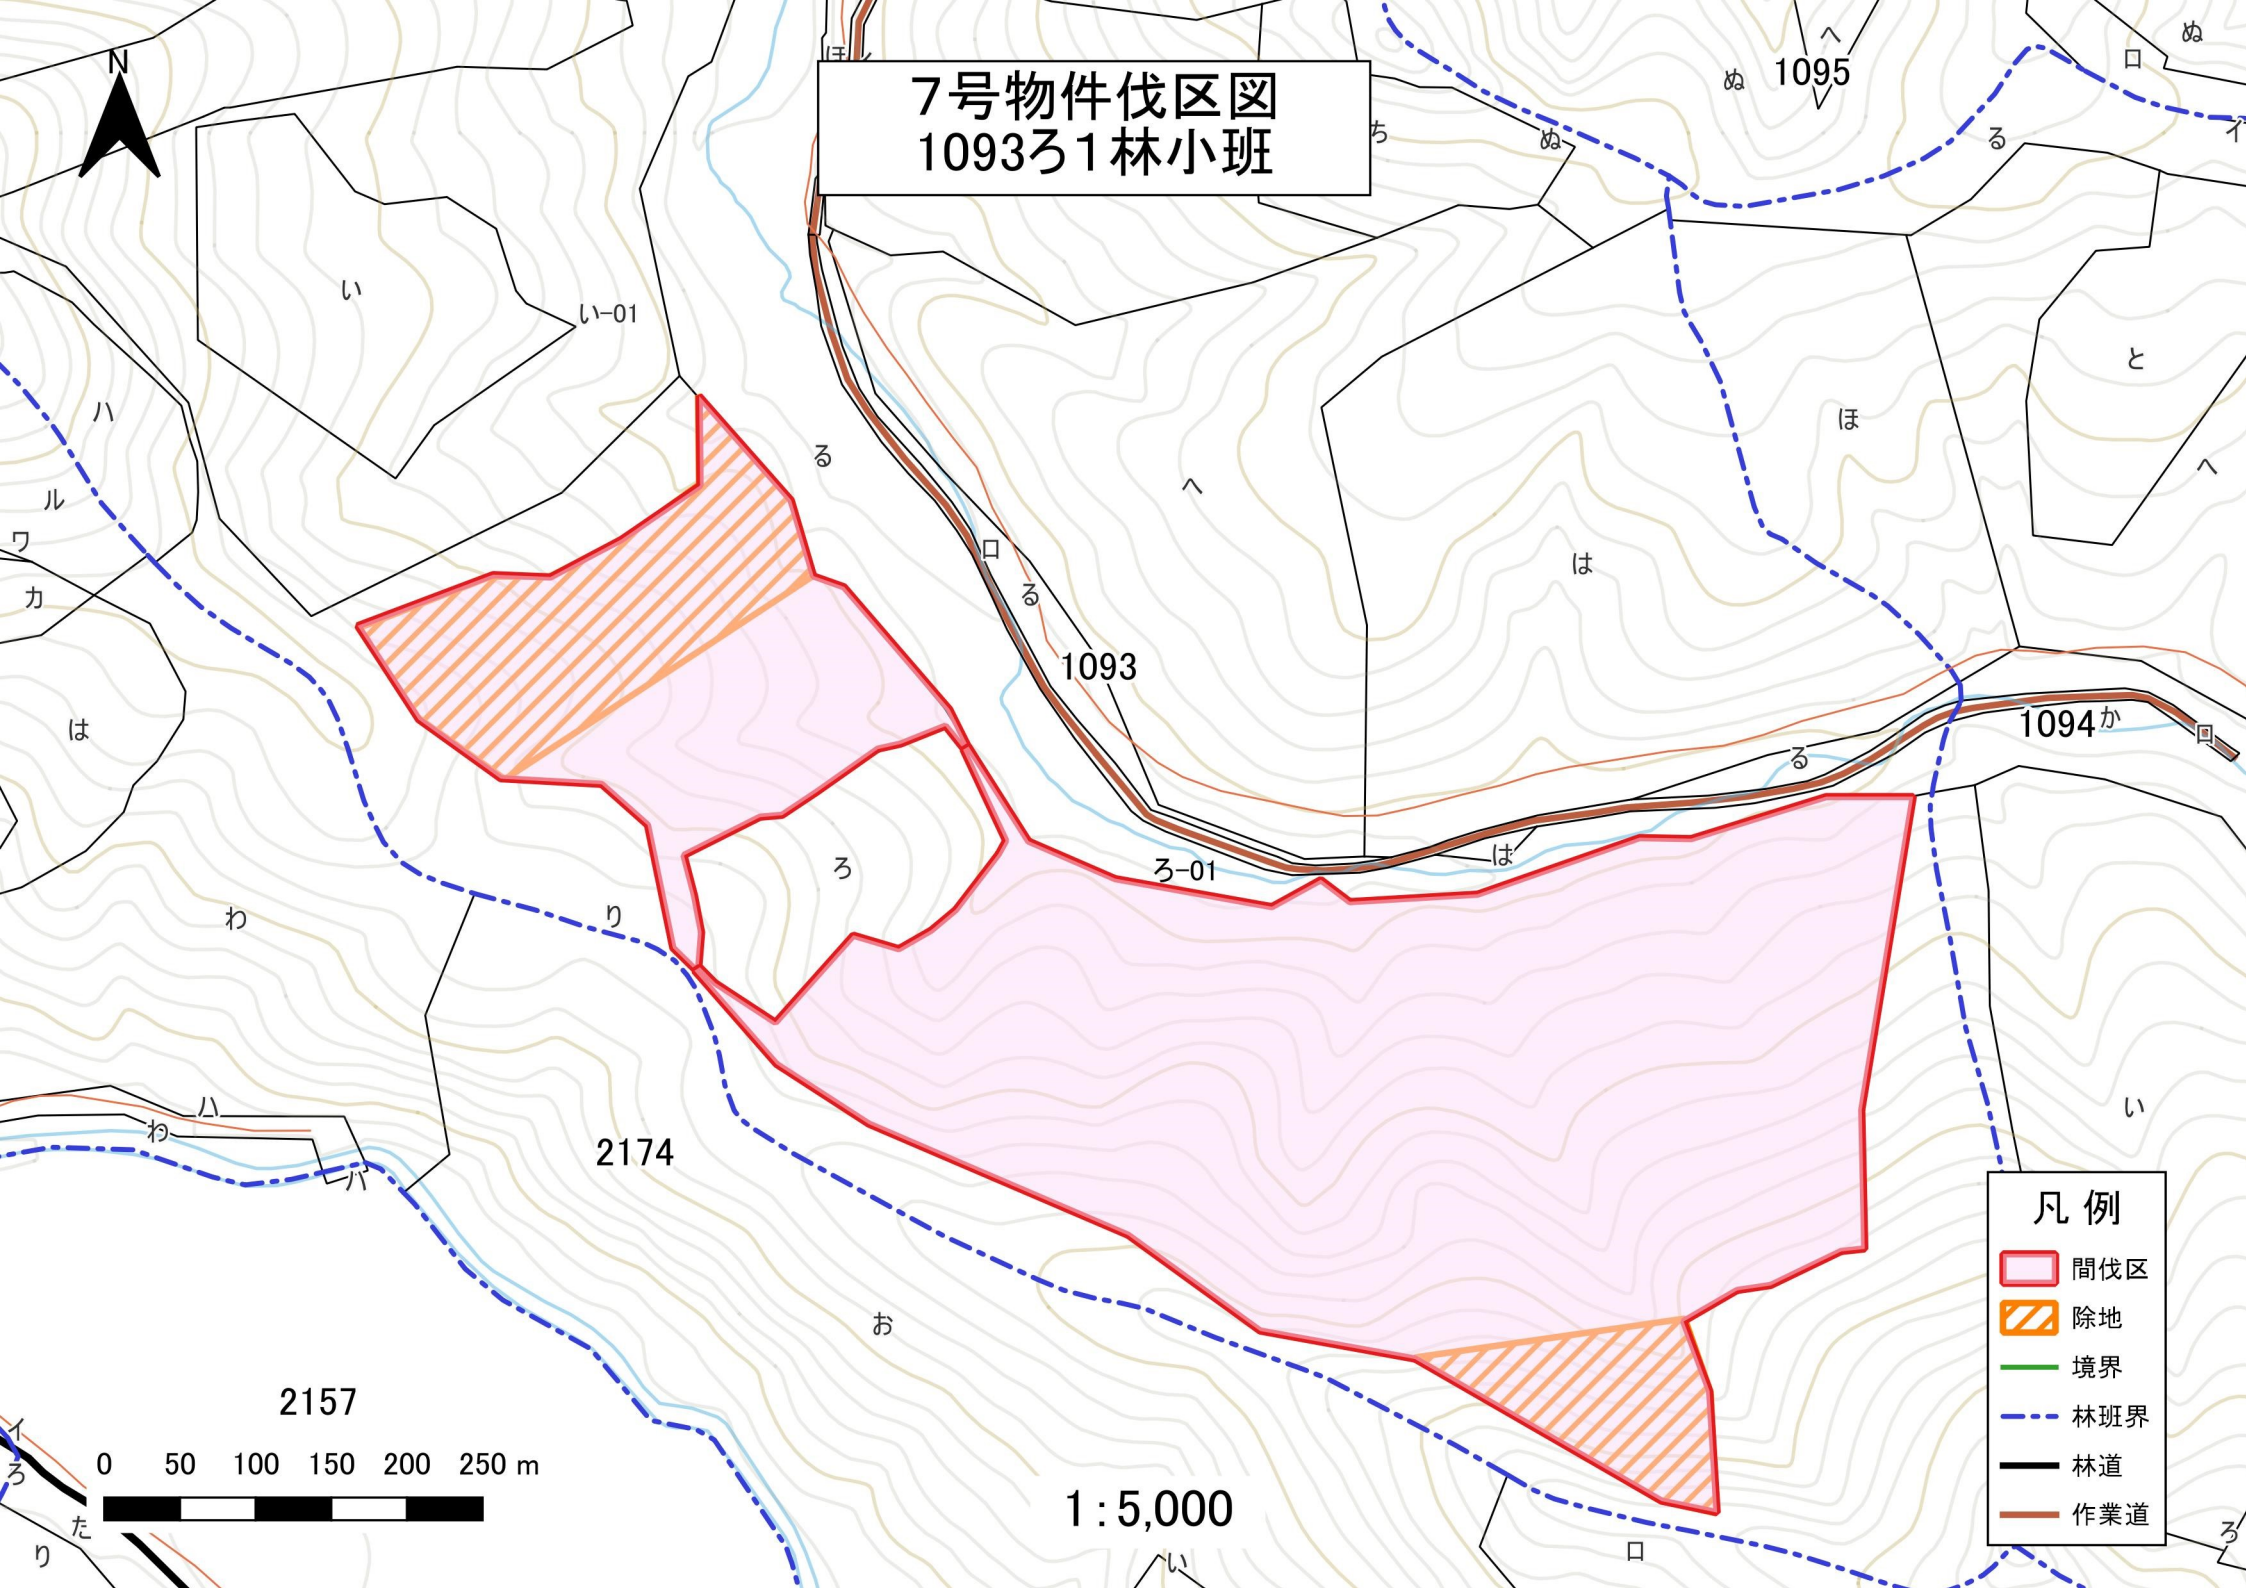 N
7号物件伐区図
1093ろ1林小班
ほ
ぬ
へ
1095
ロ
ぬ
ち
ぬ
る
イ
い
い-01
と
ハ
る
ほ
へ
へ
ル
ワ
ロ
は
カ
る
1093
は
1094
か
ロ
る
ろ
ろ-01
は
わ
り
ハ
わ
ハ
2174
い
お
2157
イ
ろ
た
り
0 50 100 150 200 250 m
1:5,000
い
ロ
ろ
凡 例
間伐区
除地
境界
林班界
林道
作業道